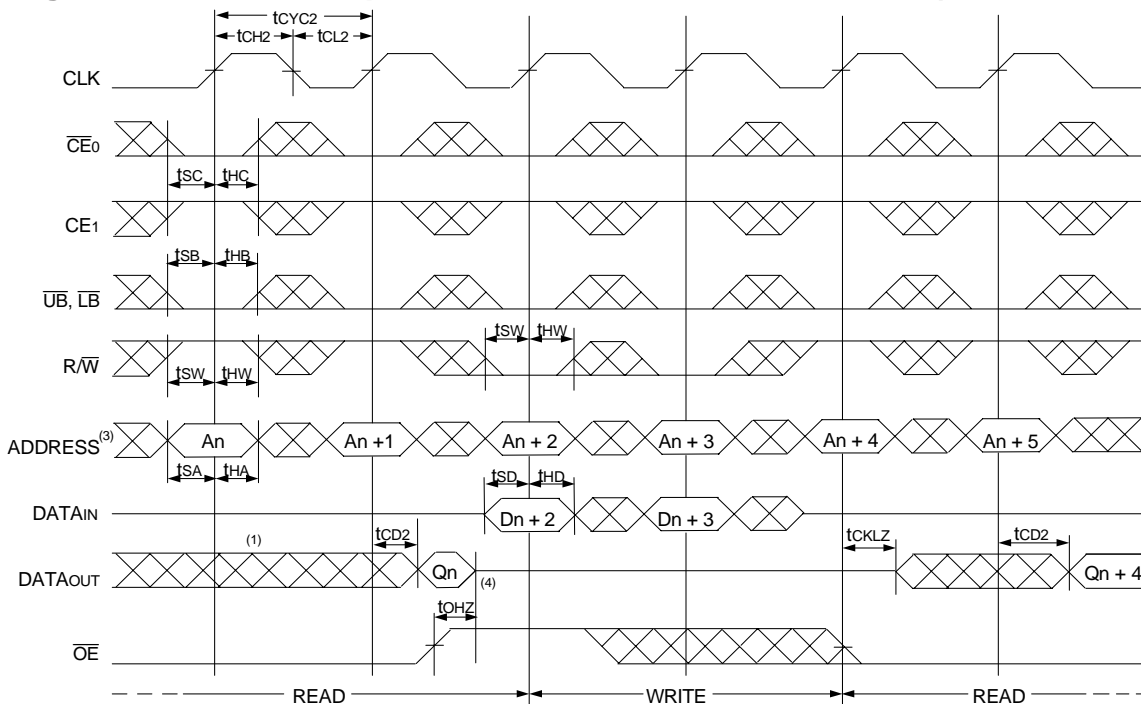 tCYC2
tCH2 tCL2
CLK
CE0
tSC tHC
CE1
tSB tHB
UB, LB
tSW tHW
R/W
tSW tHW
ADDRESS(3) An An +1 An + 2 An + 3 An + 4 An + 5
tSA tHA tSD tHD
DATAIN Dn + 2 Dn + 3
(1) tCD2 tCKLZ tCD2
DATAOUT Qn (4) Qn + 4
tOHZ
OE
READ WRITE READ